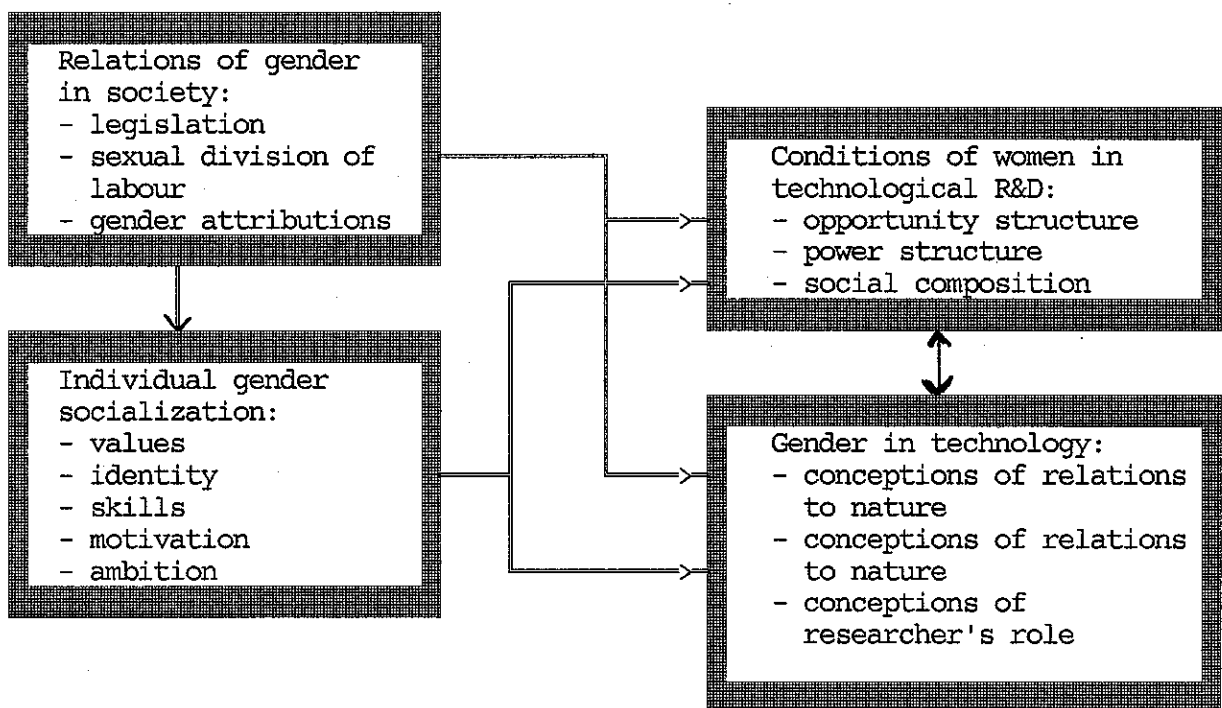 Relations of gender
in society:
- legislation
- sexual division of
labour
- gender attributions
Individual gender
socialization:
- values
- identity
- skills
- motivation
- ambition
Conditions of women in
technological R&D:
- opportunity structure
- power structure
- social composition
Gender in technology:
- conceptions of relations
to nature
- conceptions of relations
to nature
- conceptions of
researcher's role